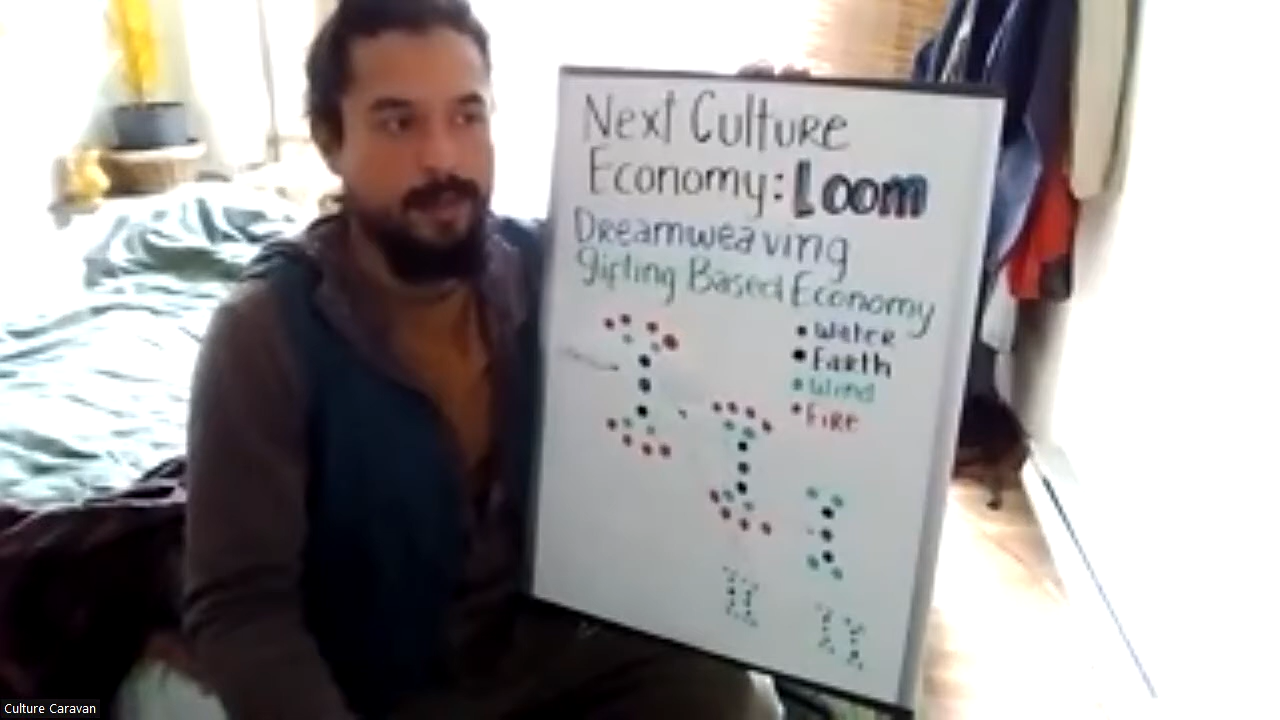 Next Culture
Economy: Loom
Dreamweaving
Gifting Based Economy
Water
Earth
Wind
Fire
Culture Caravan